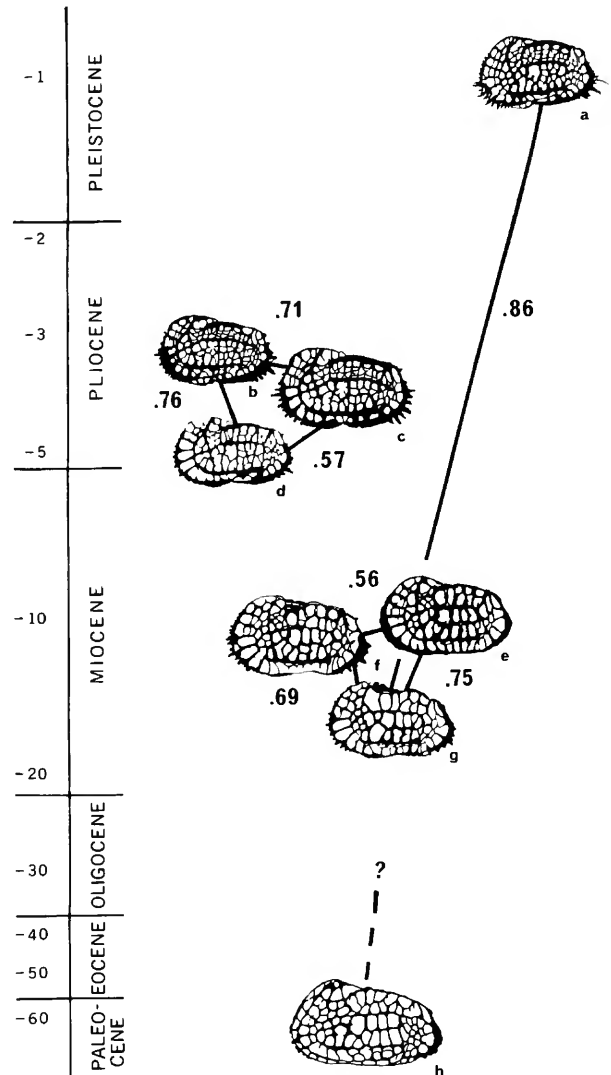 -1
PLEISTOCENE
a
-2
.71
.86
-3
PLIOCENE
.76
b
c
-5
.57
d
.56
-10
MIOCENE
e
f
.75
.69
g
-20
OLIGOCENE
-30
?
-40
EOCENE
-50
-60
PALEO-
CENE
h